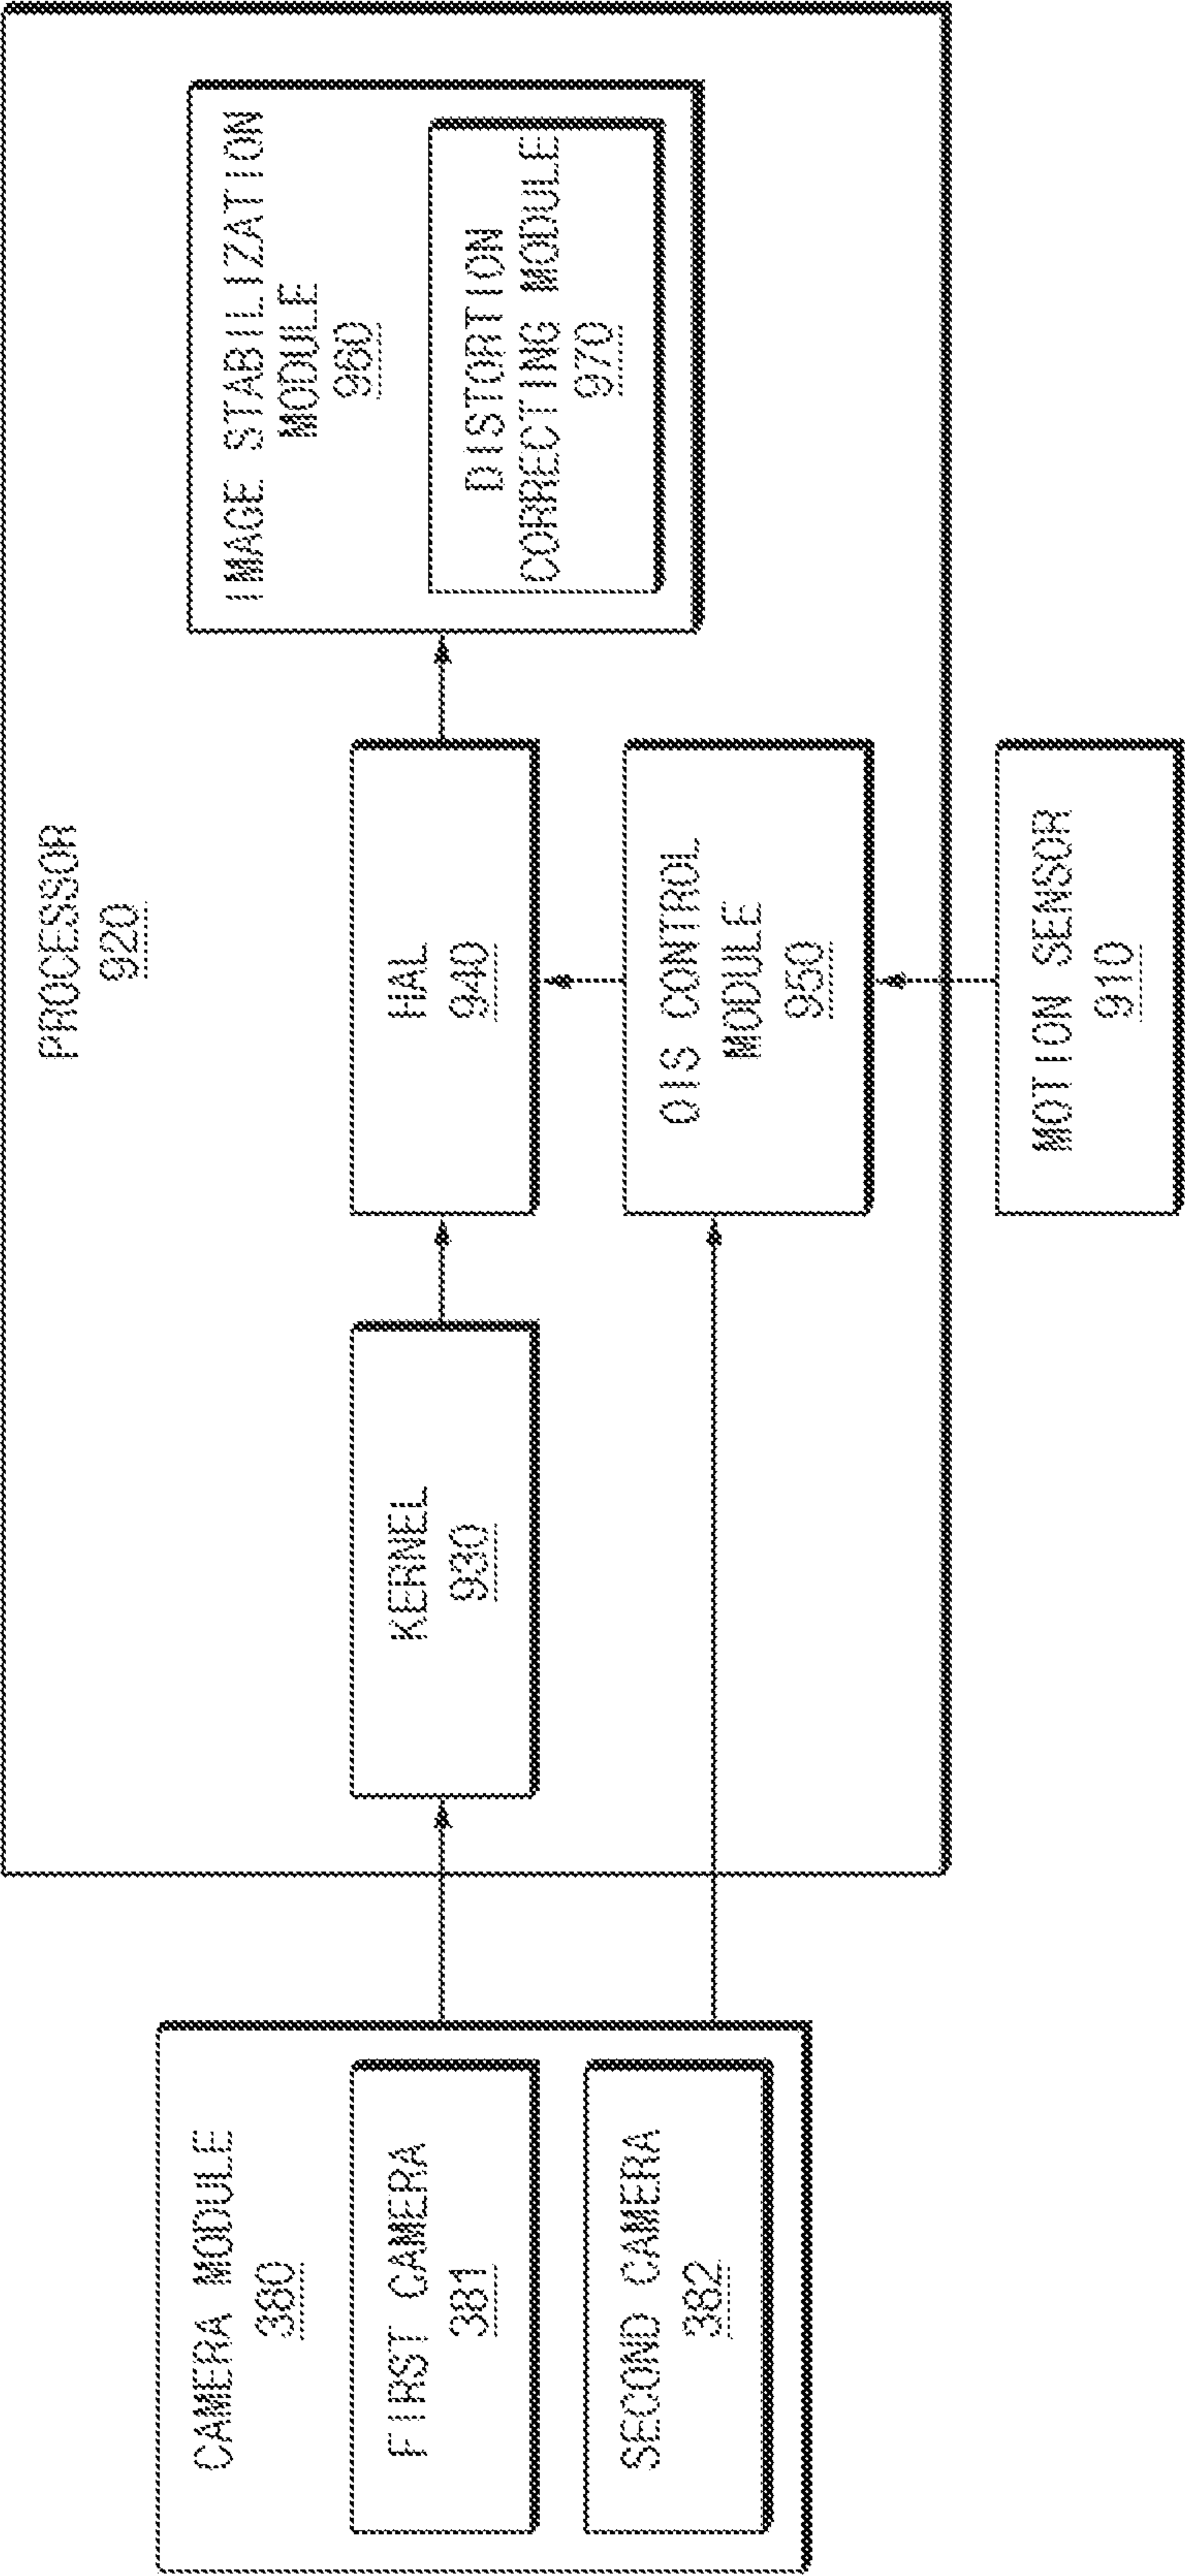 PROCESSOR
920
CAMERA MODULE
380
FIRST CAMERA
381
SECOND CAMERA
382
KERNEL
930
HAL
940
OIS CONTROL
MODULE
950
MOTION SENSOR
910
IMAGE STABILIZATION
MODULE
960
DISTORTION
CORRECTING MODULE
970